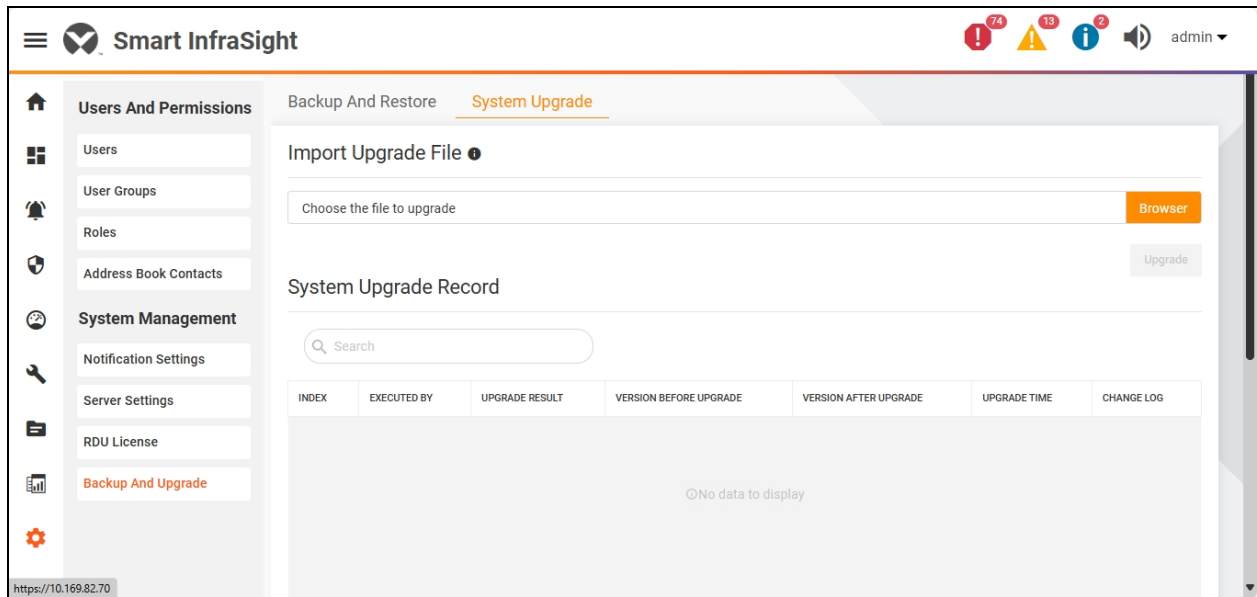 Smart InfraSight
74
13
2
admin
Users And Permissions
Users
User Groups
Roles
Address Book Contacts
System Management
Notification Settings
Server Settings
RDU License
Backup And Upgrade
Backup And Restore
System Upgrade
Import Upgrade File
Choose the file to upgrade
Browser
Upgrade
System Upgrade Record
Search
INDEX
EXECUTED BY
UPGRADE RESULT
VERSION BEFORE UPGRADE
VERSION AFTER UPGRADE
UPGRADE TIME
CHANGE LOG
No data to display
https://10.169.82.70